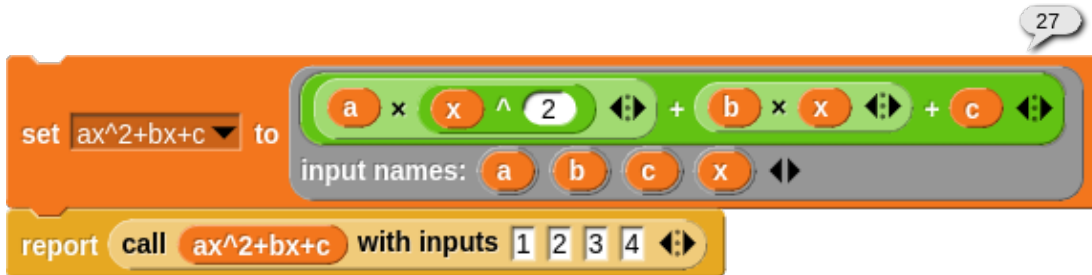 27
set ax^2+bx+c to a × x ^ 2 + b × x + c
input names: a b c x
report call ax^2+bx+c with inputs 1 2 3 4